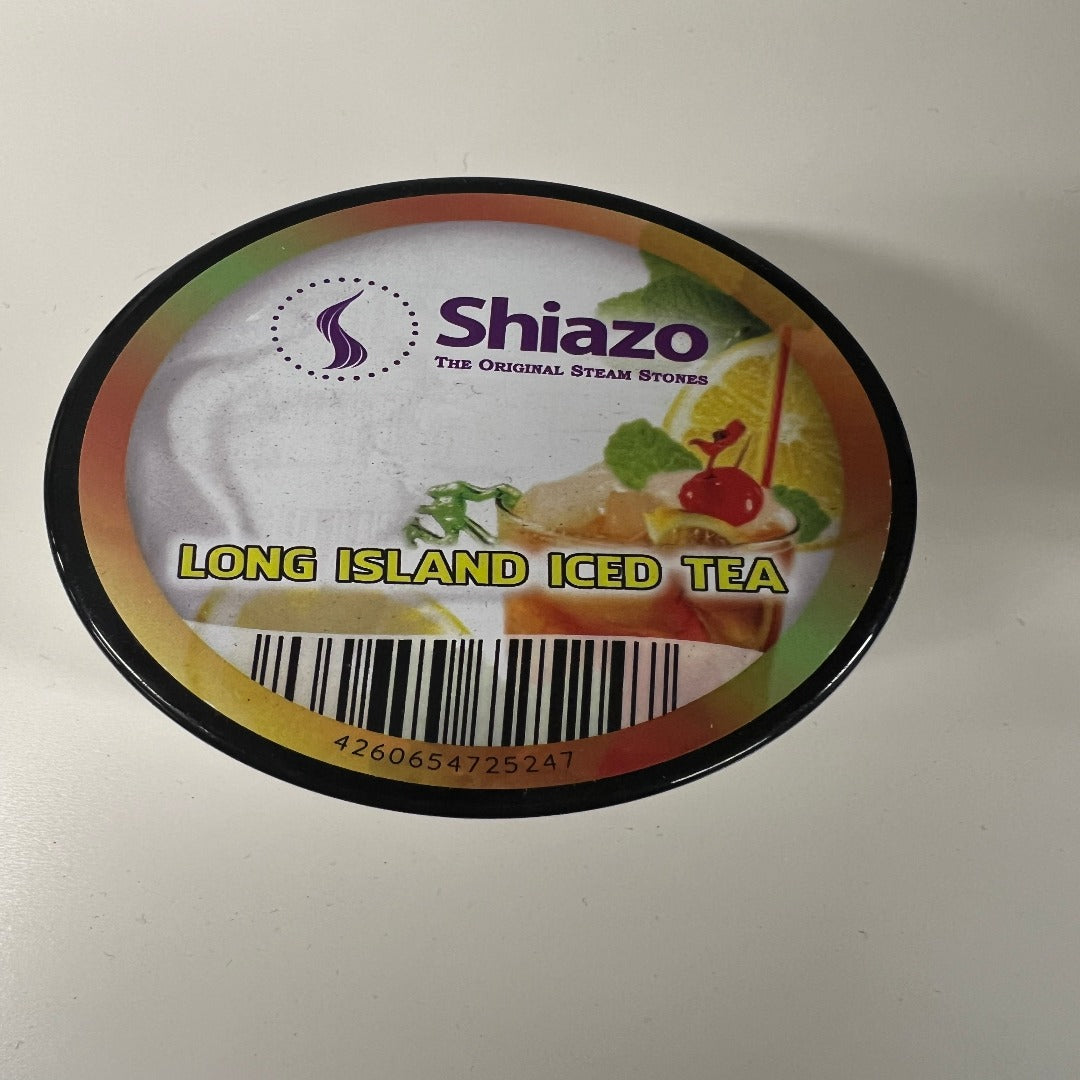 Shiazo
THE ORIGINAL STEAM STONES
LONG ISLAND ICED TEA
4260654725247